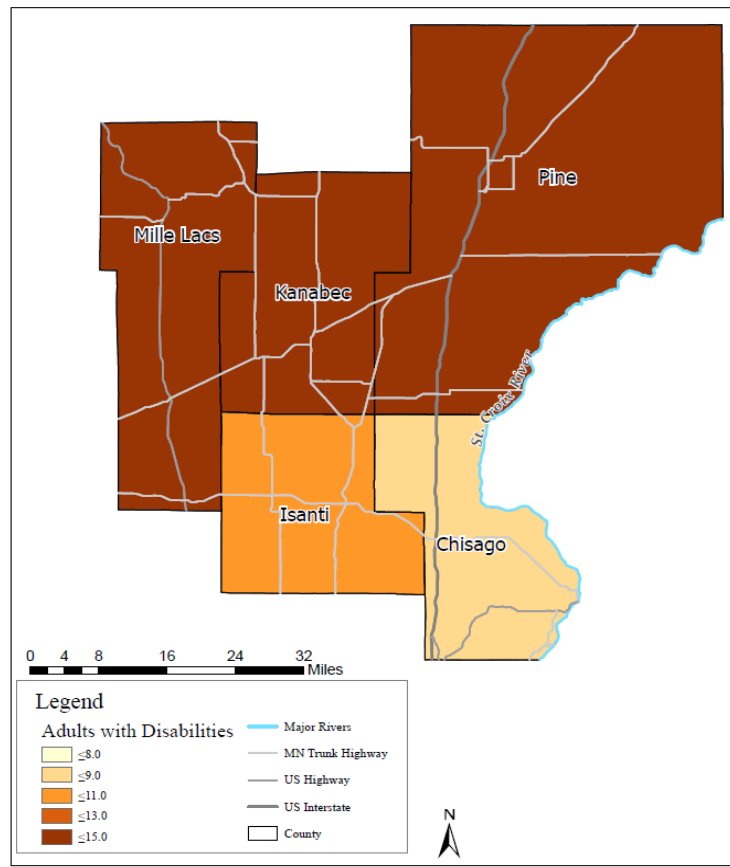 Pine
Mille Lacs
Kanabec
St. Croix River
Isanti
Chisago
0 2 4 8 16 24 32
Miles
Legend
Adults with Disabilities
≤8.0
≤9.0
≤11.0
≤13.0
≤15.0
Major Rivers
MN Trunk Highway
US Highway
US Interstate
County
N